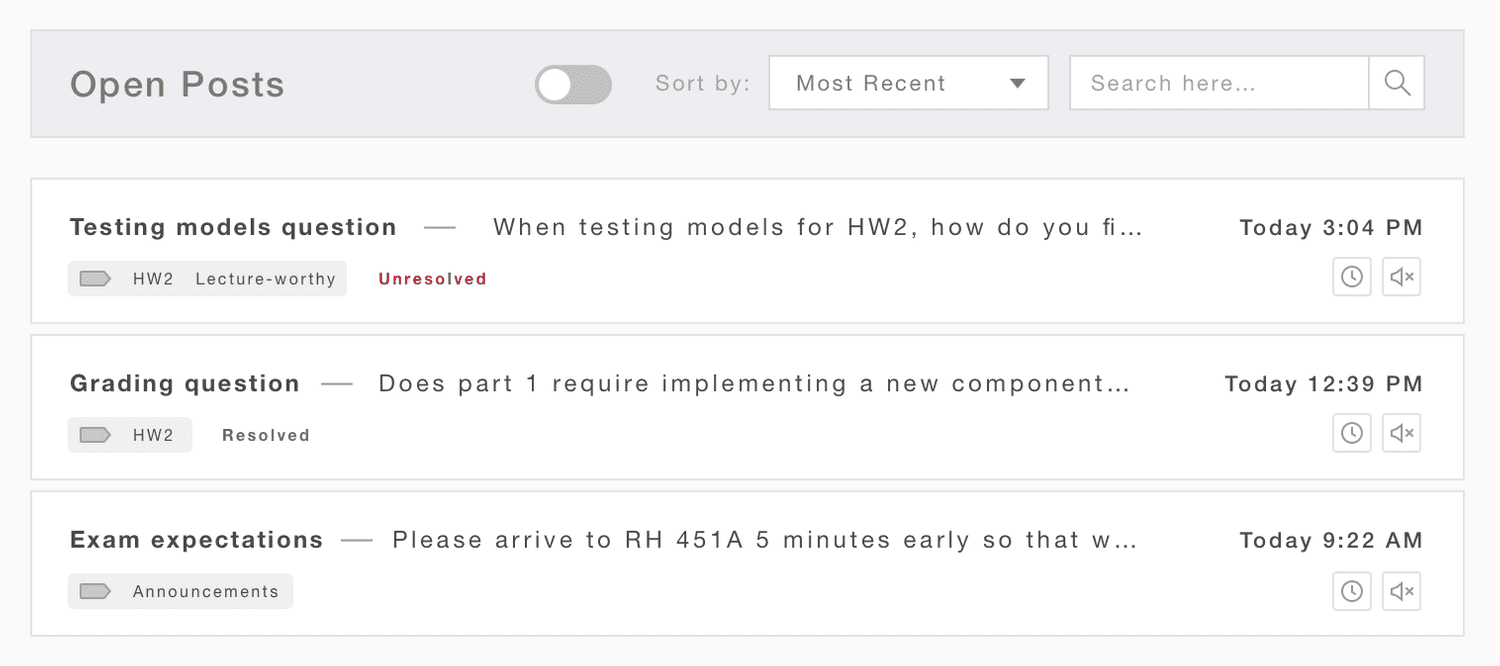 Open Posts Sort by: Most Recent Search here...
Testing models question — When testing models for HW2, how do you fi... Today 3:04 PM
HW2 Lecture-worthy Unresolved
Grading question — Does part 1 require implementing a new component... Today 12:39 PM
HW2 Resolved
Exam expectations — Please arrive to RH 451A 5 minutes early so that w... Today 9:22 AM
Announcements